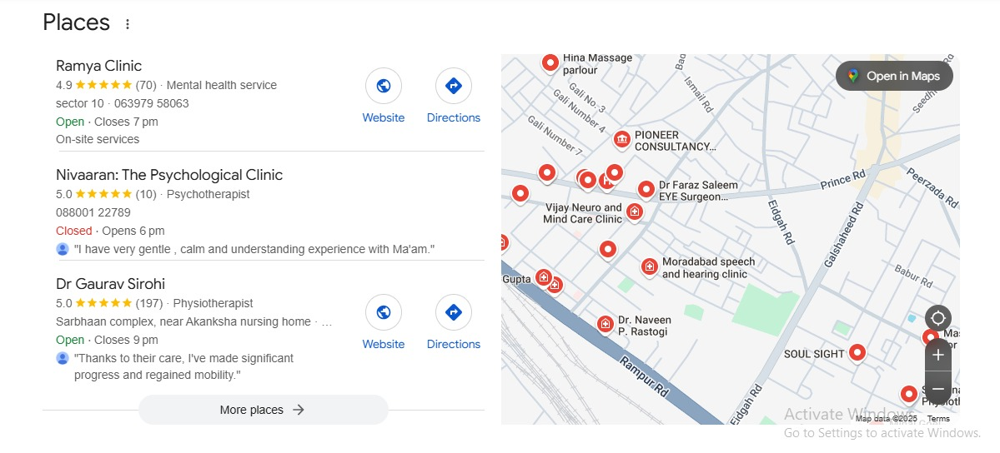 Places
Ramya Clinic
4.9 ★★★★★ (70) · Mental health service
sector 10 · 063979 58063
Open · Closes 7 pm
On-site services
Website
Directions
Nivaaran: The Psychological Clinic
5.0 ★★★★★ (10) · Psychotherapist
088001 22789
Closed · Opens 6 pm
"I have very gentle , calm and understanding experience with Ma'am."
Dr Gaurav Sirohi
5.0 ★★★★★ (197) · Physiotherapist
Sarbhaan complex, near Akanksha nursing home · ...
Open · Closes 9 pm
"Thanks to their care, I've made significant
progress and regained mobility."
Website
Directions
More places
Hina Massage
parlour
Bad
Ismail Rd
Open in Maps
Seedhi
Rd
Gali No. 3
Gali Number 4
Gali Number 7
PIONEER
CONSULTANCY...
Dr Faraz Saleem
EYE Surgeon...
Prince Rd
Peerzada Rd
Vijay Neuro and
Mind Care Clinic
Eidgah Rd
Galshaheed Rd
Moradabad speech
and hearing clinic
Babur Rd
Gupta
Dr. Naveen
P. Rastogi
SOUL SIGHT
Rampur Rd
Eidgah Rd
Map data ©2025
Terms
Activate Windows
Go to Settings to activate Windows.